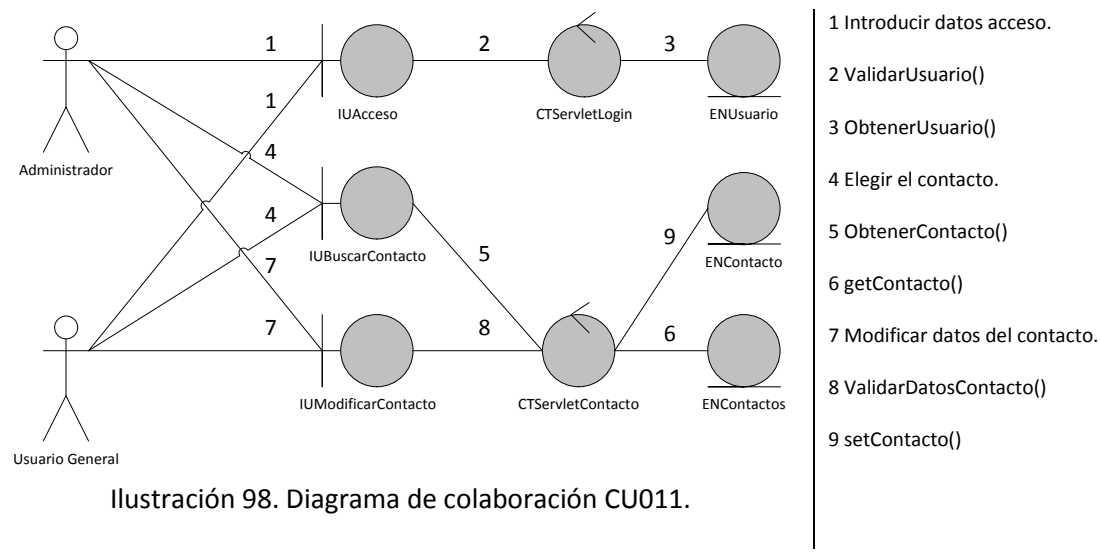 1
2
3
1
4
4
7
7
5
8
9
6
Administrador
IUAcceso
CTServletLogin
ENUsuario
IUBuscarContacto
ENContacto
IUModificarContacto
CTServletContacto
ENContactos
Usuario General
Ilustración 98. Diagrama de colaboración CU011.
1 Introducir datos acceso.
2 ValidarUsuario()
3 ObtenerUsuario()
4 Elegir el contacto.
5 ObtenerContacto()
6 getContacto()
7 Modificar datos del contacto.
8 ValidarDatosContacto()
9 setContacto()